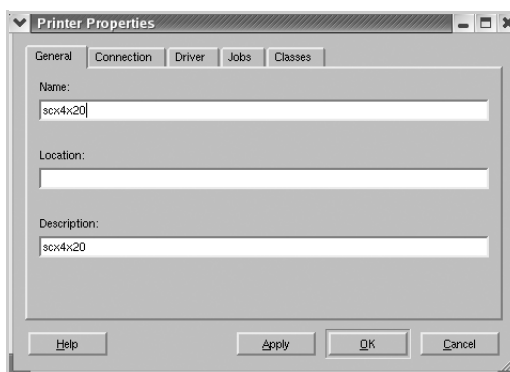 Printer Properties
General Connection Driver Jobs Classes
Name:
scx4x20
Location:
Description:
scx4x20
Help Apply OK Cancel